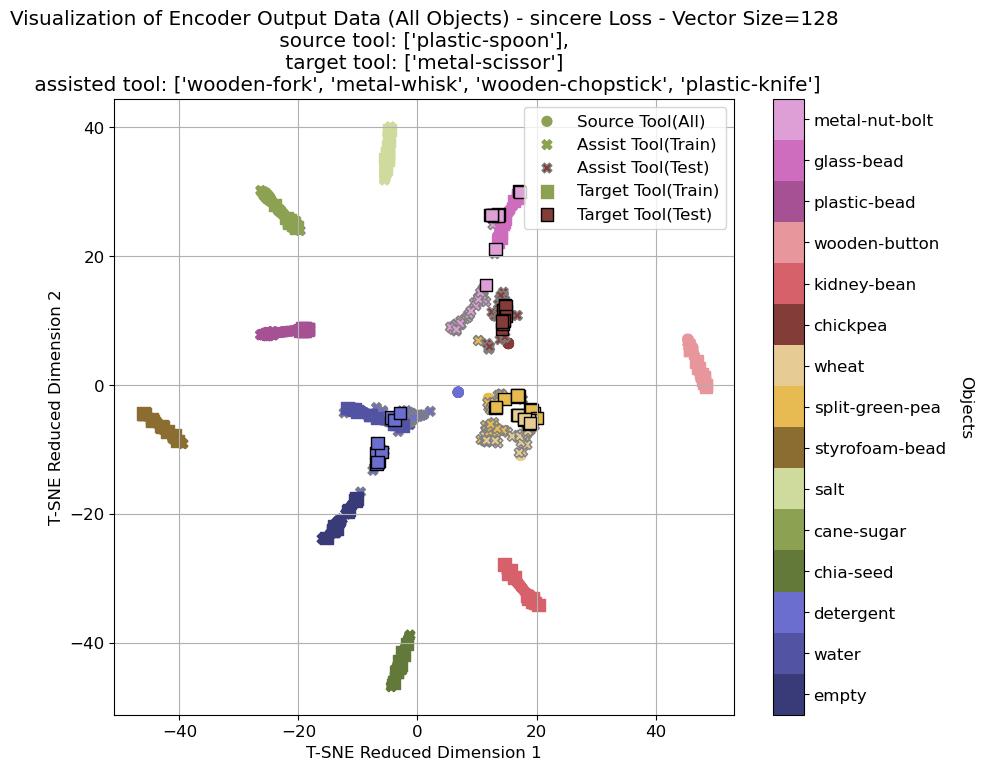 Visualization of Encoder Output Data (All Objects) - sincere Loss - Vector Size=128
source tool: ['plastic-spoon'],
target tool: ['metal-scissor']
assisted tool: ['wooden-fork', 'metal-whisk', 'wooden-chopstick', 'plastic-knife']
Source Tool(All)
Assist Tool(Train)
Assist Tool(Test)
Target Tool(Train)
Target Tool(Test)
40
20
0
−20
−40
T-SNE Reduced Dimension 2
−40
−20
0
20
40
T-SNE Reduced Dimension 1
metal-nut-bolt
glass-bead
plastic-bead
wooden-button
kidney-bean
chickpea
wheat
split-green-pea
styrofoam-bead
salt
cane-sugar
chia-seed
detergent
water
empty
Objects